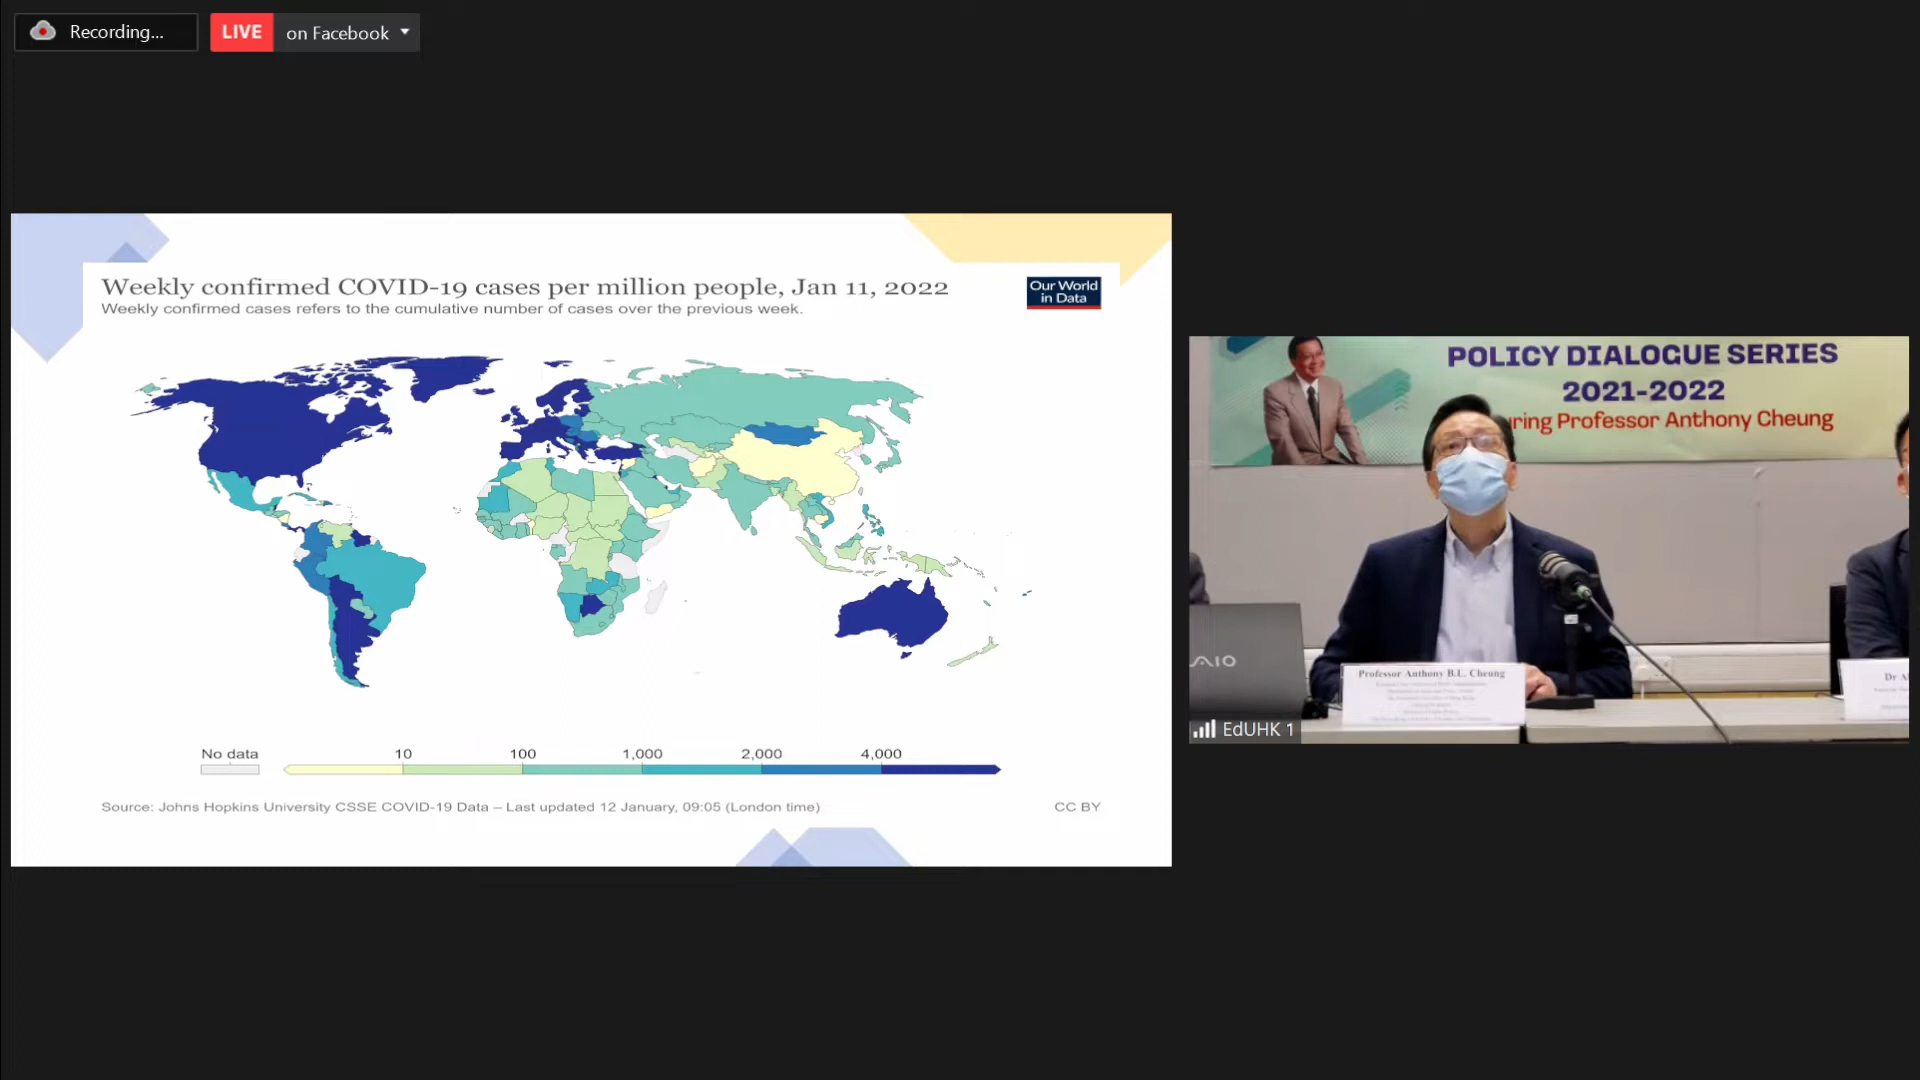 Recording...
LIVE on Facebook
Weekly confirmed COVID-19 cases per million people, Jan 11, 2022
Weekly confirmed cases refers to the cumulative number of cases over the previous week.
Our World
in Data
No data 10 100 1,000 2,000 4,000
Source: Johns Hopkins University CSSE COVID-19 Data – Last updated 12 January, 09:05 (London time)
CC BY
POLICY DIALOGUE SERIES
2021-2022
uring Professor Anthony Cheung
AIO
Professor Anthony B.L. Cheung
Dr A
EdUHK 1